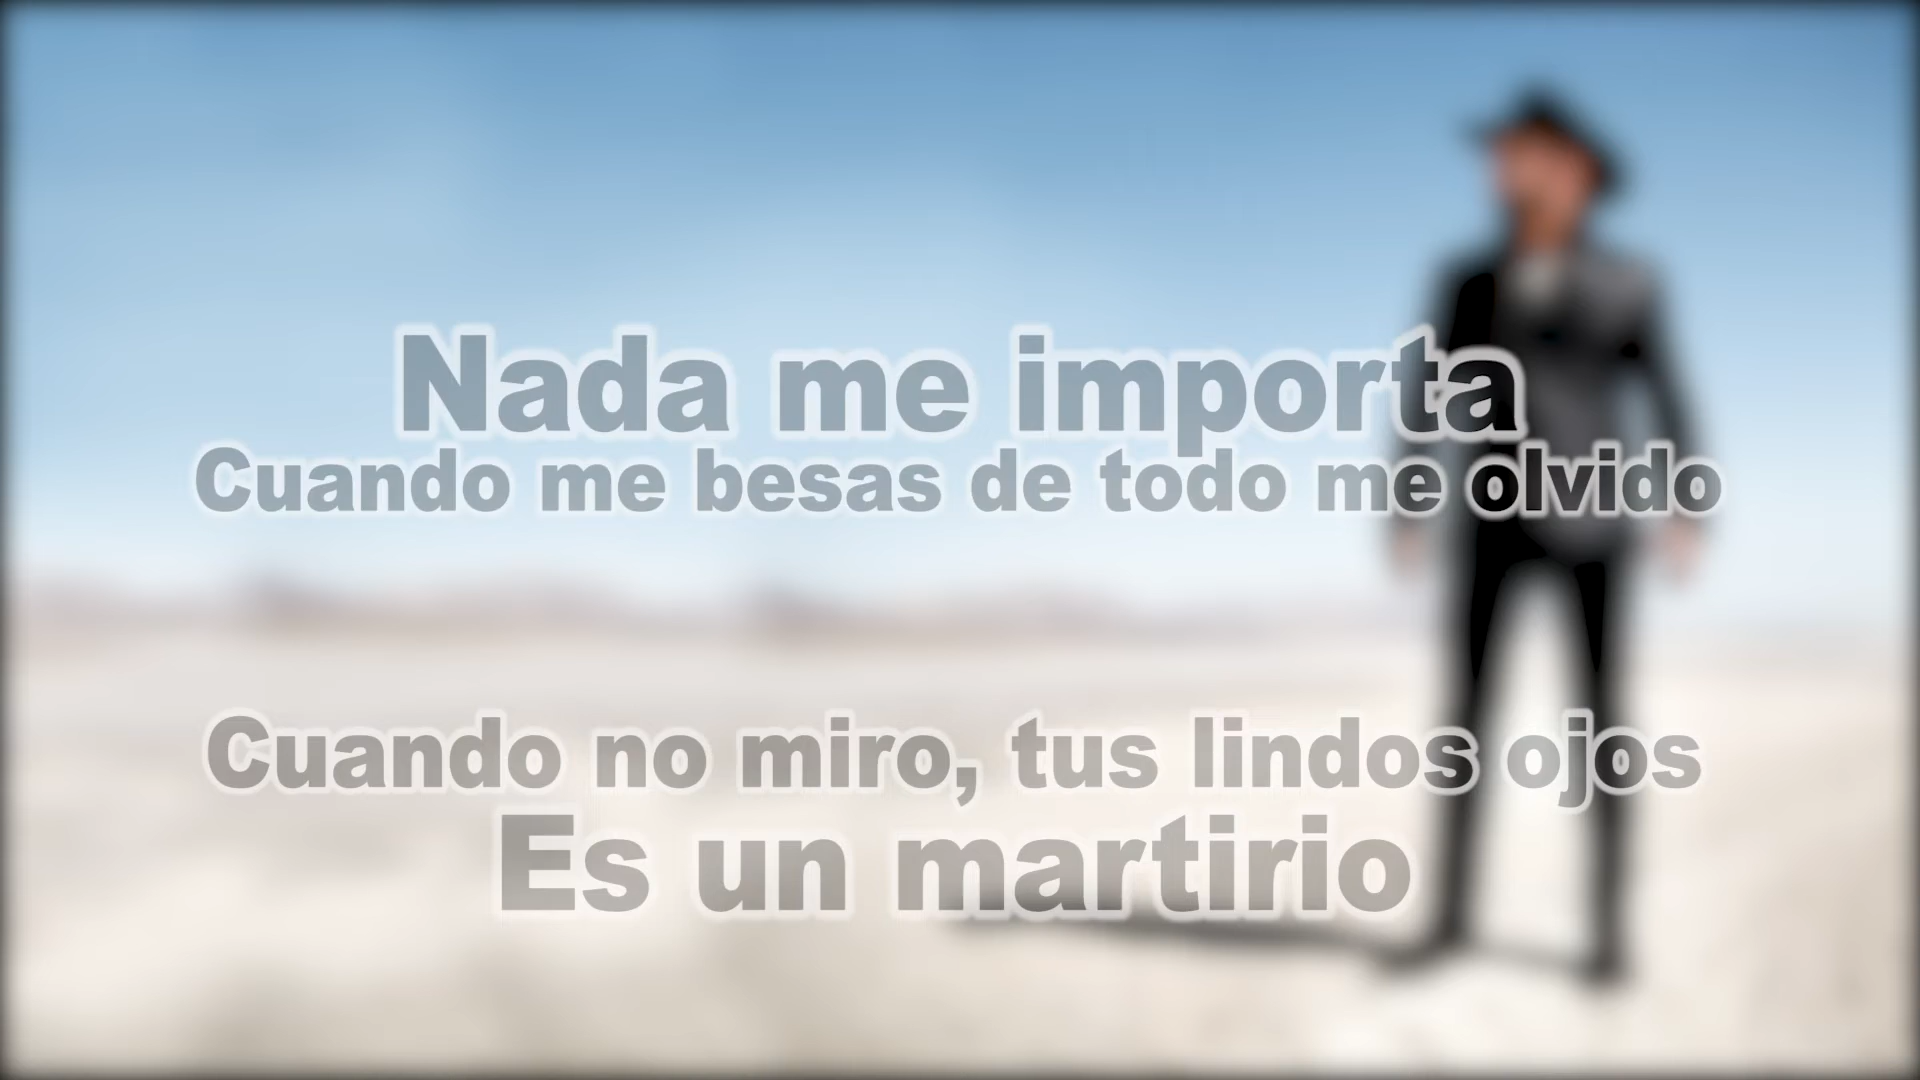 Nada me importa
Cuando me besas de todo me olvido
Cuando no miro, tus lindos ojos
Es un martirio